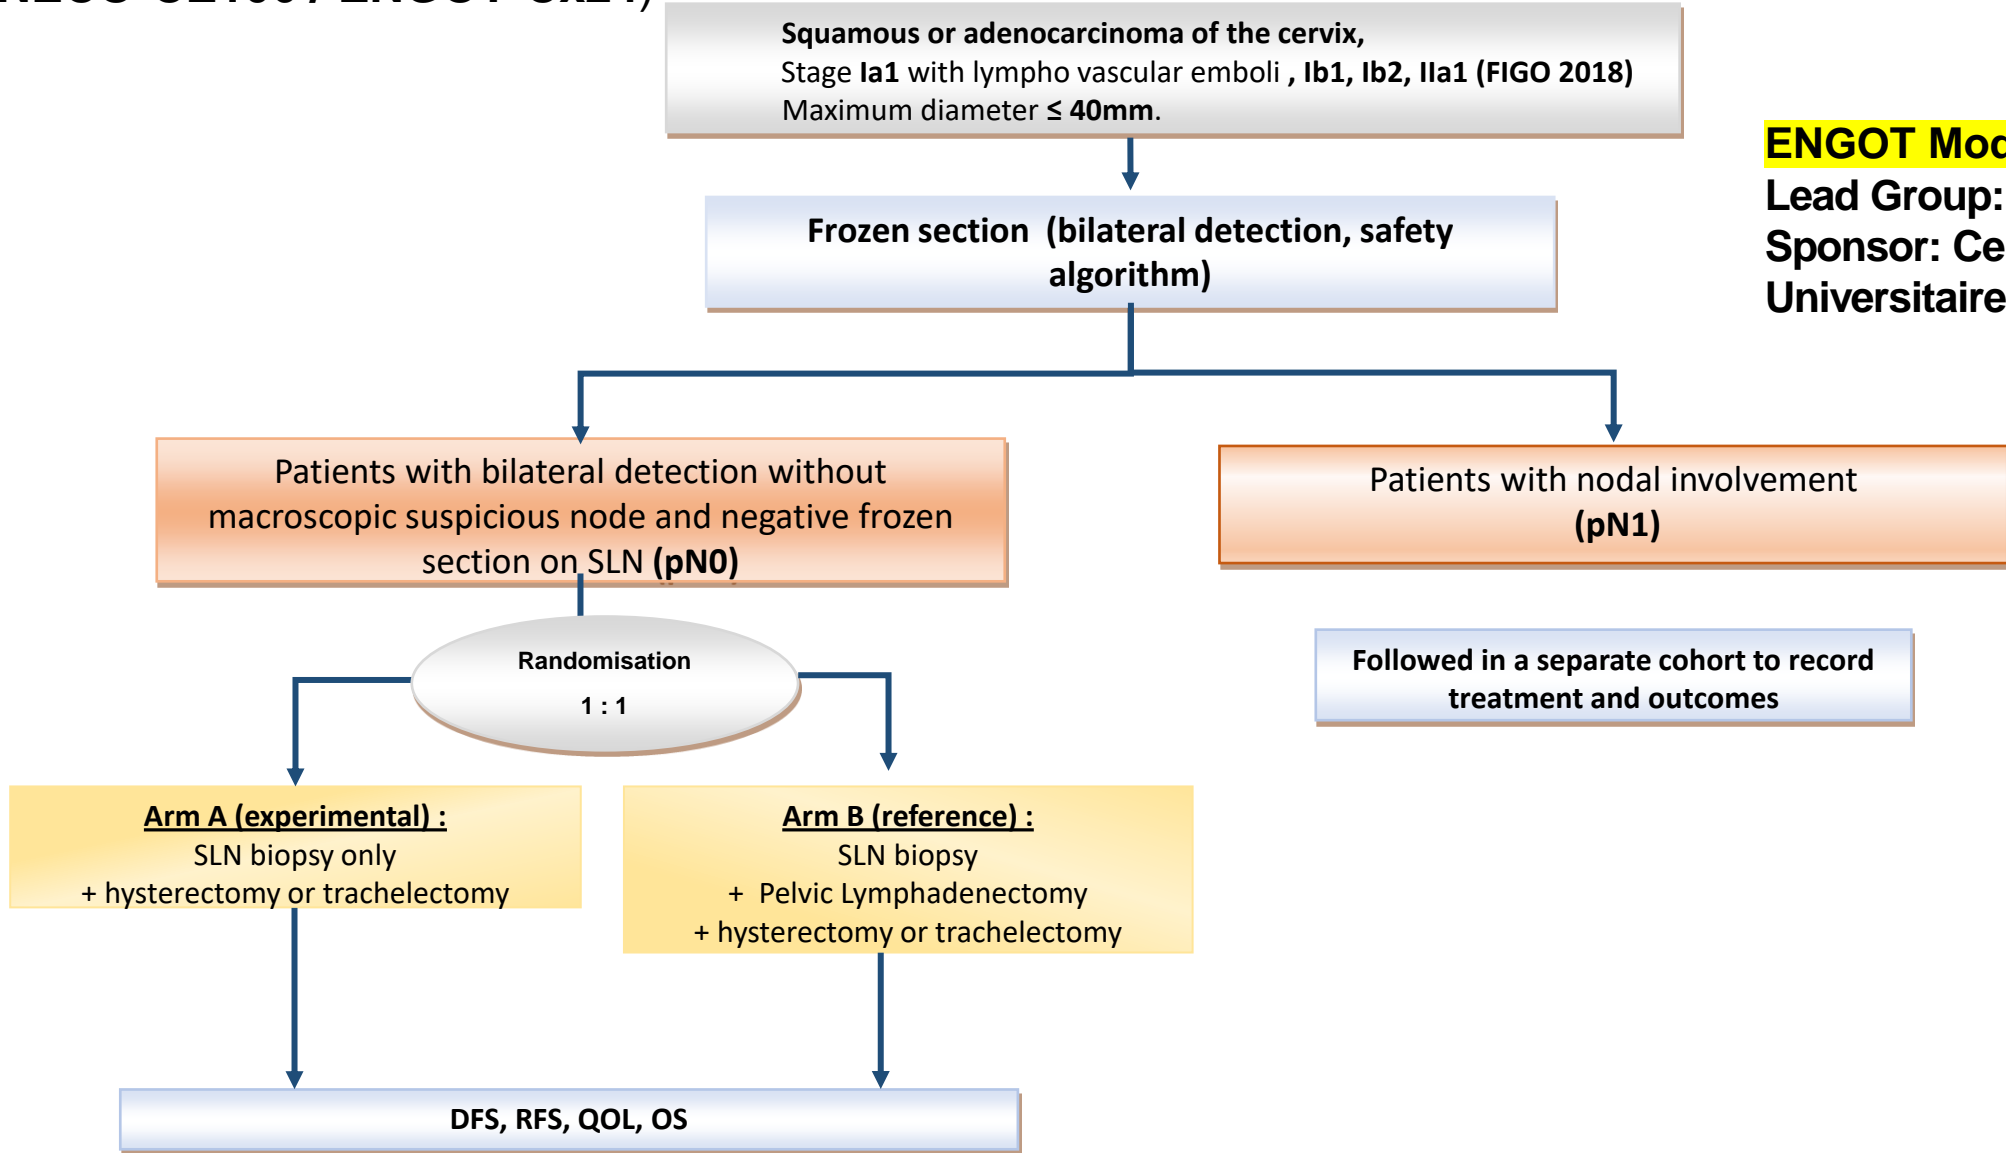 Squamous or adenocarcinoma of the cervix,
Stage Ia1 with lympho vascular emboli , Ib1, Ib2, IIa1 (FIGO 2018)
Maximum diameter ≤ 40mm.
ENGOT
Lead Group:
Sponsor:
Universitaire
Frozen section (bilateral detection, safety
algorithm)
Patients with bilateral detection without
macroscopic suspicious node and negative frozen
section on SLN (pN0)
Patients with nodal involvement
(pN1)
Randomisation
1 : 1
Followed in a separate cohort to record
treatment and outcomes
Arm A (experimental) :
SLN biopsy only
+ hysterectomy or trachelectomy
Arm B (reference) :
SLN biopsy
+ Pelvic Lymphadenectomy
+ hysterectomy or trachelectomy
DFS, RFS, QOL, OS